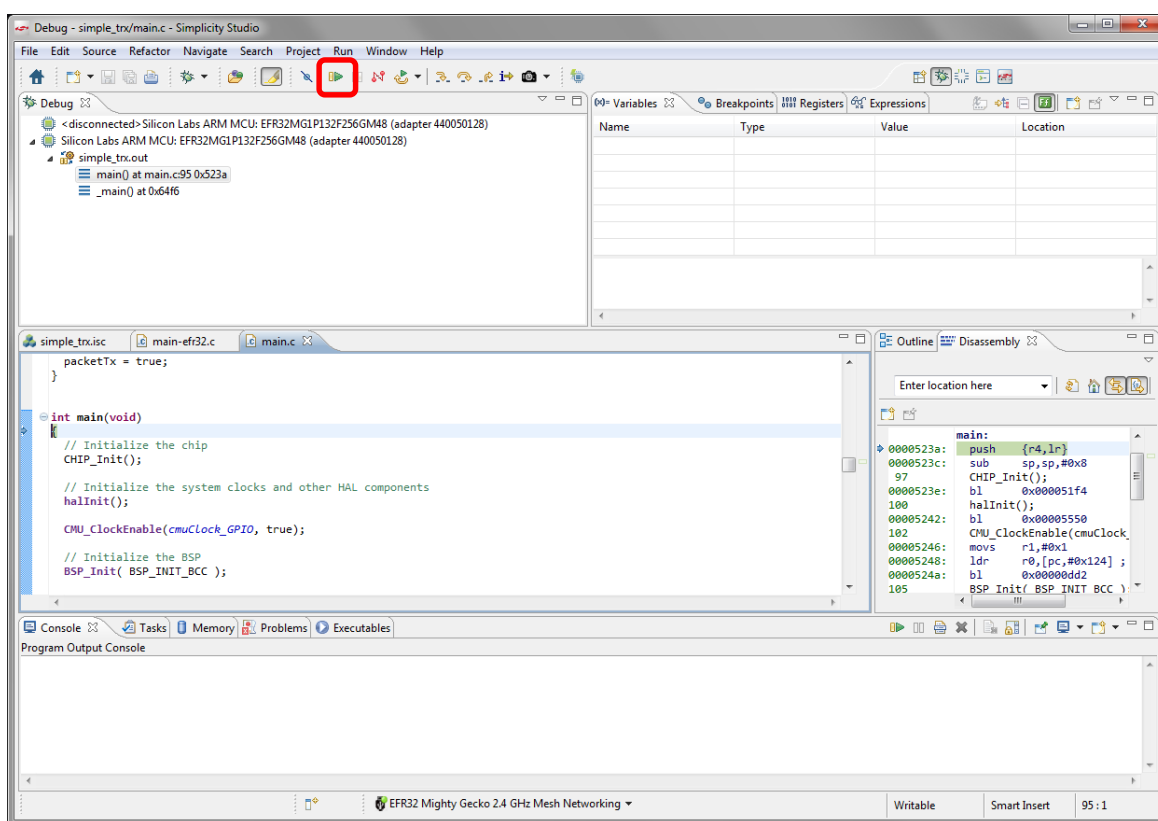 Debug - simple_trx/main.c - Simplicity Studio
File Edit Source Refactor Navigate Search Project Run Window Help
Debug
<disconnected>Silicon Labs ARM MCU: EFR32MG1P132F256GM48 (adapter 440050128)
Silicon Labs ARM MCU: EFR32MG1P132F256GM48 (adapter 440050128)
simple_trx.out
main() at main.c:95 0x523a
_main() at 0x64f6
(x)= Variables Breakpoints Registers Expressions
Name Type Value Location
simple_trx.isc main-efr32.c main.c
packetTx = true;
}
int main(void)
{
// Initialize the chip
CHIP_Init();
// Initialize the system clocks and other HAL components
halInit();
CMU_ClockEnable(cmuClock_GPIO, true);
// Initialize the BSP
BSP_Init( BSP_INIT_BCC );
Outline Disassembly
Enter location here
main:
0000523a: push {r4,lr}
0000523c: sub sp,sp,#0x8
97 CHIP_Init();
0000523e: bl 0x000051f4
100 halInit();
00005242: bl 0x00005550
102 CMU_ClockEnable(cmuClock_
00005246: movs r1,#0x1
00005248: ldr r0,[pc,#0x124] ;
0000524a: bl 0x00000dd2
105 BSP_Init( BSP_INIT_BCC )
Console Tasks Memory Problems Executables
Program Output Console
EFR32 Mighty Gecko 2.4 GHz Mesh Networking
Writable Smart Insert 95 : 1